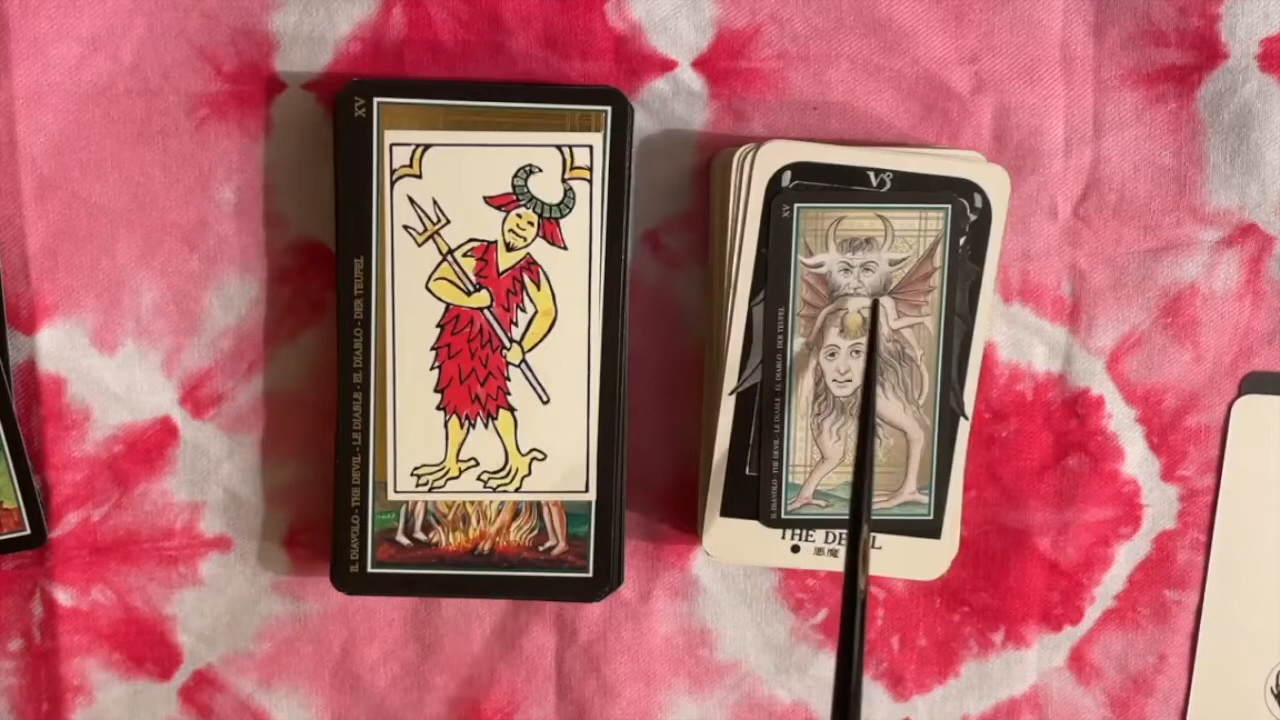 XV
IL DIAVOLO - THE DEVIL - LE DIABLE - EL DIABLO - DER TEUFEL
XV
IL DIAVOLO - THE DEVIL - LE DIABLE - EL DIABLO - DER TEUFEL
THE DE L
悪魔